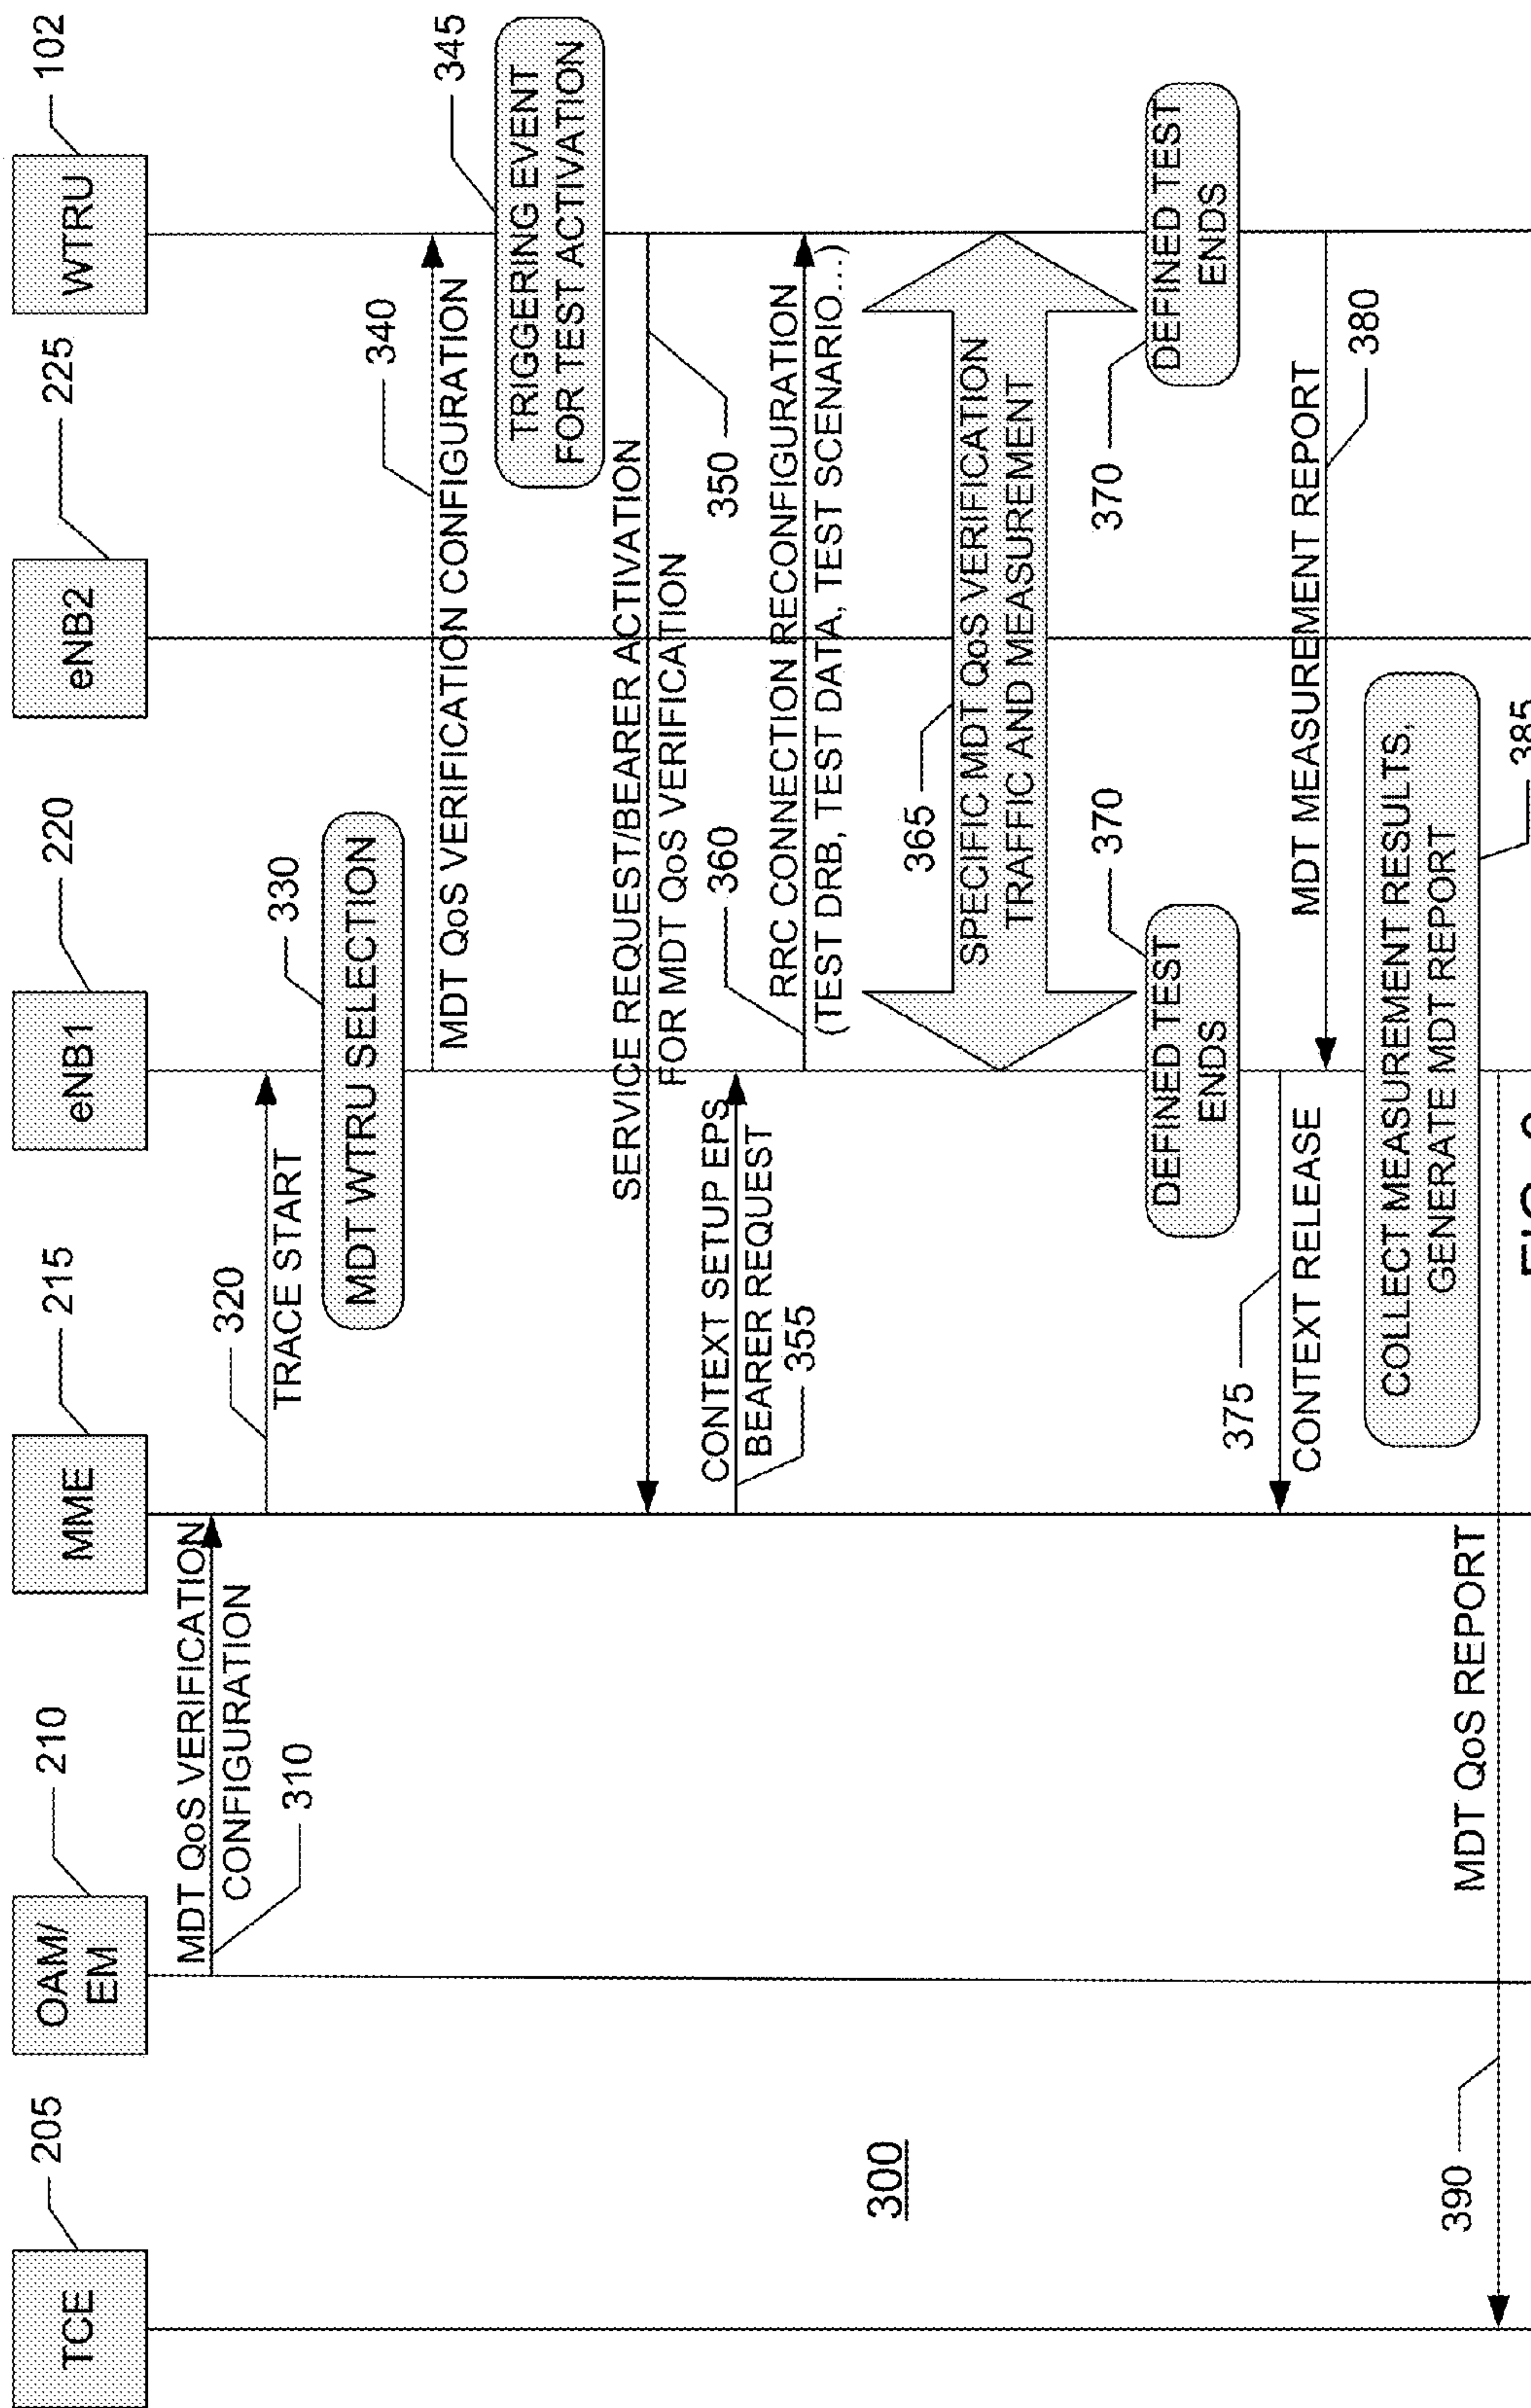 TCE
205
OAM/
EM
210
MME
215
eNB1
220
eNB2
225
WTRU
102
MDT QoS VERIFICATION
CONFIGURATION
310
320
TRACE START
330
MDT WTRU SELECTION
340
MDT QoS VERIFICATION CONFIGURATION
345
TRIGGERING EVENT
FOR TEST ACTIVATION
SERVICE REQUEST/BEARER ACTIVATION
FOR MDT QoS VERIFICATION
350
CONTEXT SETUP EPS
BEARER REQUEST
355
360
RRC CONNECTION RECONFIGURATION
(TEST DRB, TEST DATA, TEST SCENARIO...)
300
365
SPECIFIC MDT QoS VERIFICATION
TRAFFIC AND MEASUREMENT
370
DEFINED TEST
ENDS
370
DEFINED TEST
ENDS
375
CONTEXT RELEASE
MDT MEASUREMENT REPORT
380
COLLECT MEASUREMENT RESULTS,
GENERATE MDT REPORT
385
MDT QoS REPORT
390